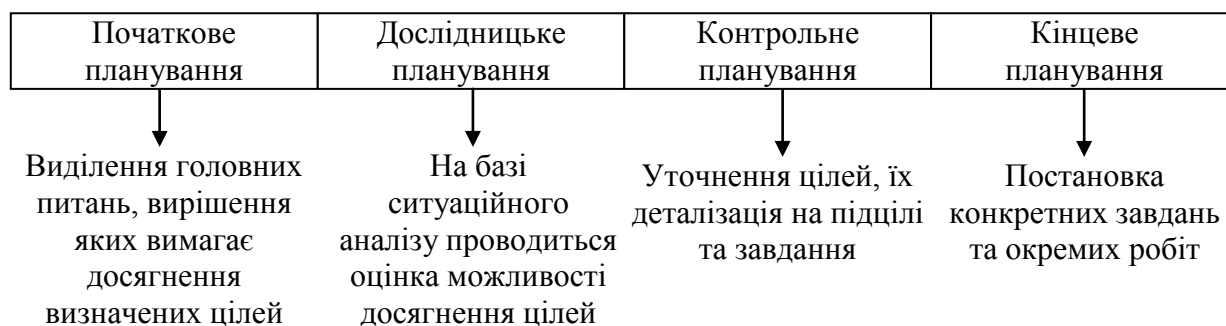 Початкове
планування
Дослідницьке
планування
Контрольне
планування
Кінцеве
планування
Виділення головних
питань, вирішення
яких вимагає
досягнення
визначених цілей
На базі
ситуаційного
аналізу проводиться
оцінка можливості
досягнення цілей
Уточнення цілей, їх
деталізація на підцілі
та завдання
Постановка
конкретних завдань
та окремих робіт